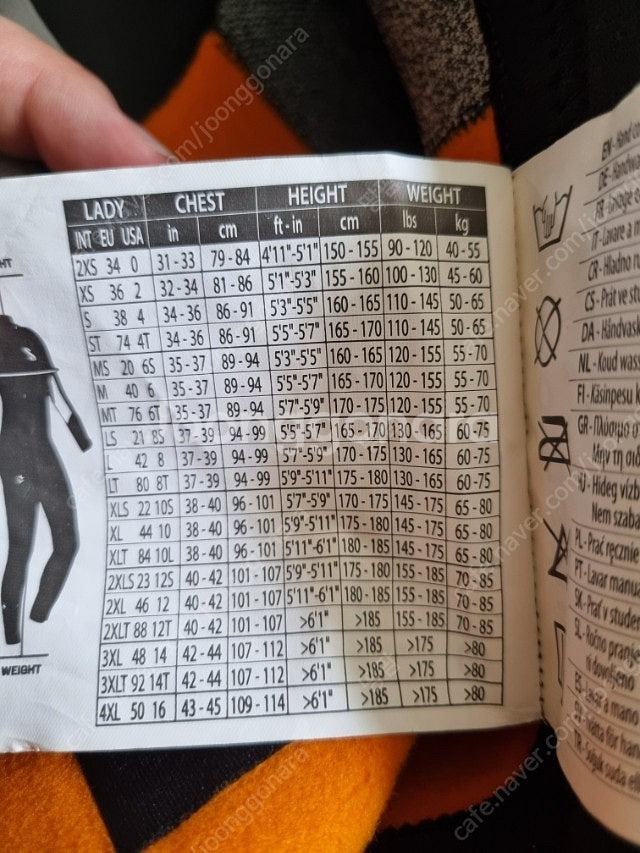 LADY CHEST HEIGHT WEIGHT
INT EU USA in cm ft-in cm lbs kg
2XS 34 0 31-33 79-84 4'11"-5'1" 150-155 90-120 40-55
XS 36 2 32-34 81-86 5'1"-5'3" 155-160 100-130 45-60
S 38 4 34-36 86-91 5'3"-5'5" 160-165 110-145 50-65
ST 74 4T 34-36 86-91 5'5"-5'7" 165-170 110-145 50-65
MS 20 6S 35-37 89-94 5'3"-5'5" 160-165 120-155 55-70
M 40 6 35-37 89-94 5'5"-5'7" 165-170 120-155 55-70
MT 76 6T 35-37 89-94 5'7"-5'9" 170-175 120-155 55-70
LS 21 8S 37-39 94-99 5'5"-5'7" 165-170 130-165 60-75
L 42 8 37-39 94-99 5'7"-5'9" 170-175 130-165 60-75
LT 80 8T 37-39 94-99 5'9"-5'11" 175-180 130-165 60-75
XLS 22 10S 38-40 96-101 5'7"-5'9" 170-175 145-175 65-80
XL 44 10 38-40 96-101 5'9"-5'11" 175-180 145-175 65-80
XLT 84 10L 38-40 96-101 5'11"-6'1" 180-185 145-175 65-80
2XLS 23 12S 40-42 101-107 5'9"-5'11" 175-180 155-185 70-85
2XL 46 12 40-42 101-107 5'11"-6'1" 180-185 155-185 70-85
2XLT 88 12T 40-42 101-107 >6'1" >185 155-185 70-85
3XL 48 14 42-44 107-112 >6'1" >185 >175 >80
3XLT 92 14T 42-44 107-112 >6'1" >185 >175 >80
4XL 50 16 43-45 109-114 >6'1" >185 >175 >80
HT
WEIGHT
EN - Hand
DE -
FR -
IT - Lavare a m
CR - Hladno
CS - Prát ve stu
DA - Håndvask
NL - Koud wass
FI - Käsinpesu k
GR - Πλύσιμο σ
Μην τη σιδ
HU - Hideg vízb
Nem szaba
PL - Prać ręcznie
PT - Lavar manua
SK - Prať v studen
SL - Ročno pranje
ni dovoljeno
ES - Lavar a mano
TR -
joonggonara
cafe.naver.com/joonggonara